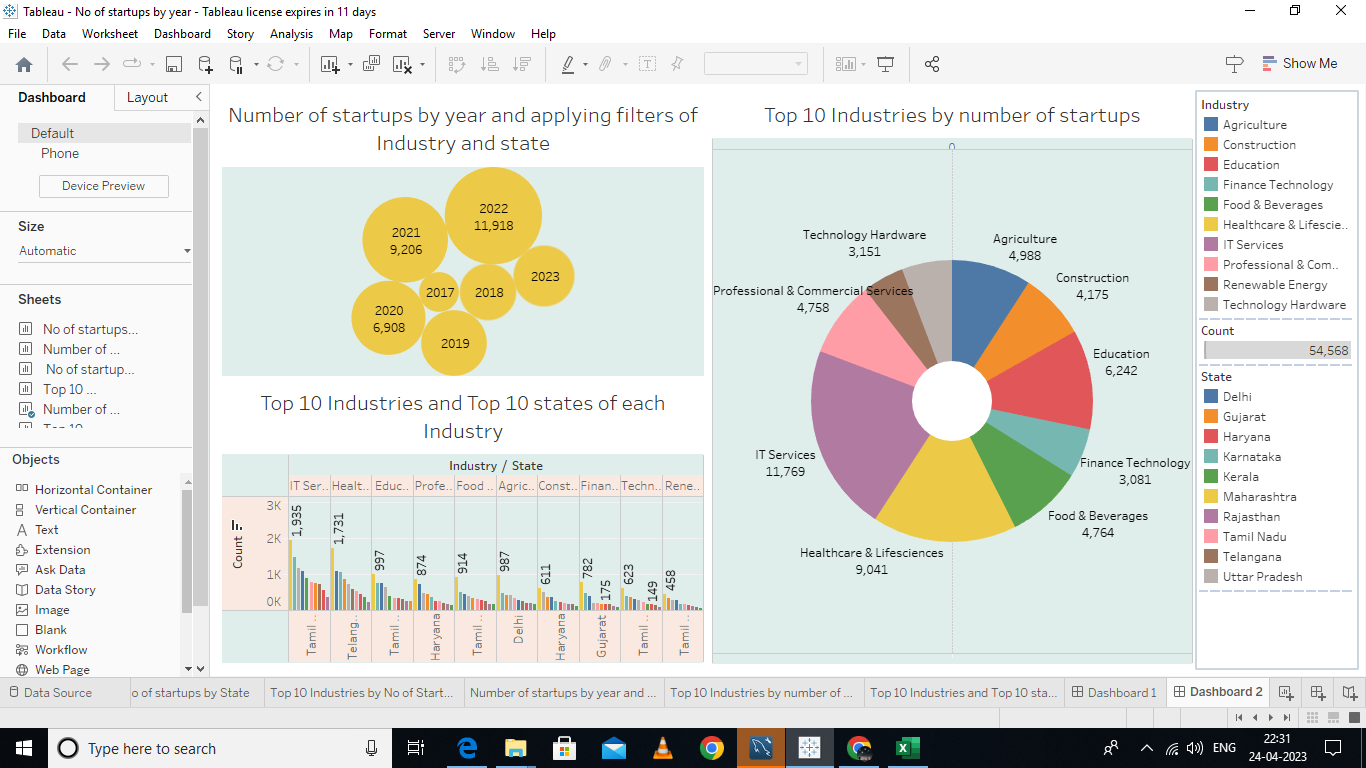 Tableau - No of startups by year - Tableau license expires in 11 days
File Data Worksheet Dashboard Story Analysis Map Format Server Window Help
Show Me
Dashboard Layout
Default
Phone
Device Preview
Size
Automatic
Sheets
No of startups...
Number of ...
No of startup...
Top 10 ...
Number of ...
Objects
Horizontal Container
Vertical Container
Text
Extension
Ask Data
Data Story
Image
Blank
Workflow
Web Page
Number of startups by year and applying filters of
Industry and state
2022
11,918
2021
9,206
2023
2017
2018
2020
6,908
2019
Top 10 Industries and Top 10 states of each
Industry
Industry / State
IT Ser.. Healt.. Educ.. Profe.. Food .. Agric.. Const.. Finan.. Techn.. Rene..
Count
3K
2K
1K
0K
1,935
1,731
997
874
914
987
611
782
175
623
149
458
Tamil ..
Telang..
Tamil ..
Haryana
Tamil ..
Delhi
Haryana
Gujarat
Tamil ..
Tamil ..
Top 10 Industries by number of startups
0
Technology Hardware
3,151
Agriculture
4,988
Construction
4,175
Professional & Commercial Services
4,758
Education
6,242
IT Services
11,769
Finance Technology
3,081
Food & Beverages
4,764
Healthcare & Lifesciences
9,041
Industry
Agriculture
Construction
Education
Finance Technology
Food & Beverages
Healthcare & Lifescie..
IT Services
Professional & Com..
Renewable Energy
Technology Hardware
Count
54,568
State
Delhi
Gujarat
Haryana
Karnataka
Kerala
Maharashtra
Rajasthan
Tamil Nadu
Telangana
Uttar Pradesh
Data Source o of startups by State Top 10 Industries by No of Start... Number of startups by year and ... Top 10 Industries by number of ... Top 10 Industries and Top 10 sta... Dashboard 1 Dashboard 2
Type here to search
ENG
22:31
24-04-2023